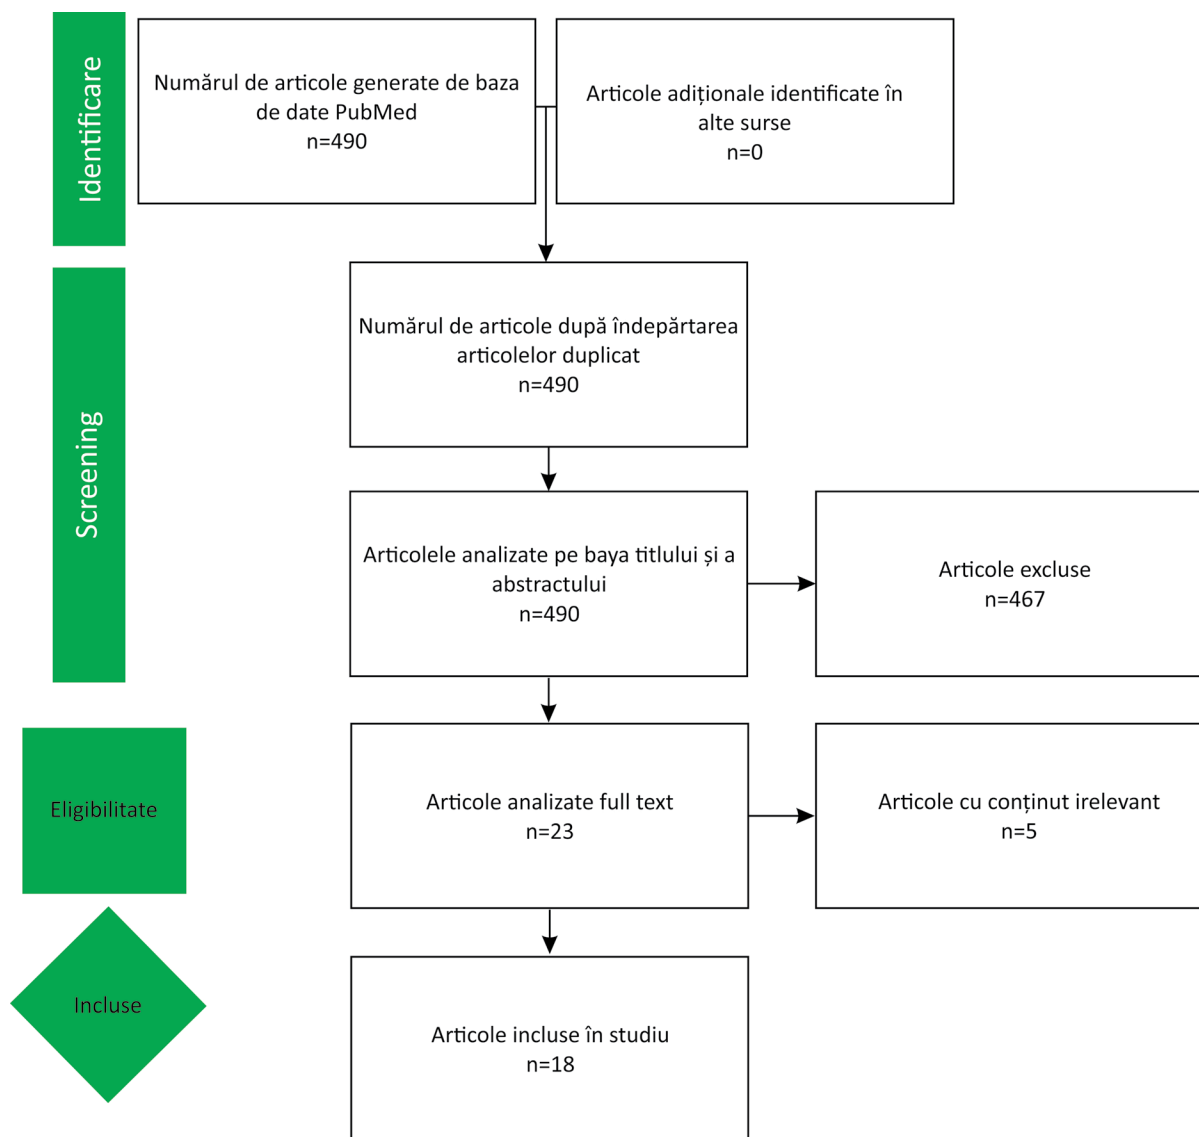 Identificare
Numărul de articole generate de baza
de date PubMed
n=490
Articole adiționale identificate în
alte surse
n=0
Screening
Numărul de articole după îndepărtarea
articolelor duplicat
n=490
Articolele analizate pe baya titlului și a
abstractului
n=490
Articole excluse
n=467
Eligibilitate
Articole analizate full text
n=23
Articole cu conținut irelevant
n=5
Incluse
Articole incluse în studiu
n=18